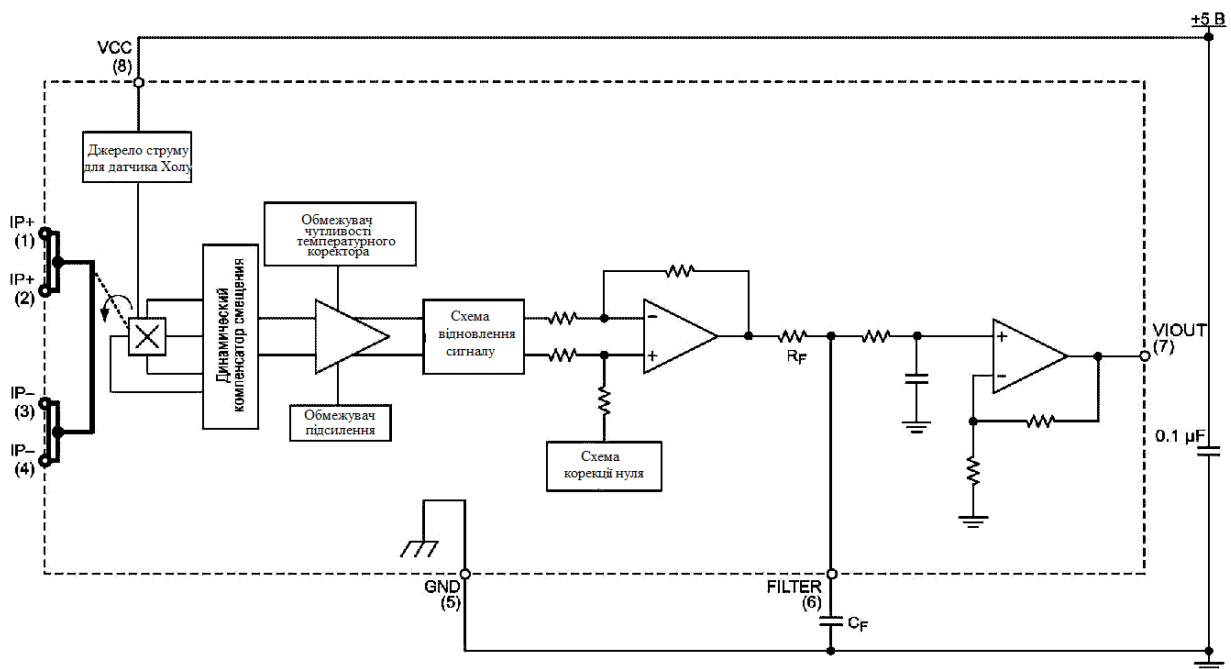 +5 В
VCC
(8)
Джерело струму
для датчика Холу
IP+
(1)
IP+
(2)
IP–
(3)
IP–
(4)
Динамический
компенсатор смещения
Обмежувач
чутливості
температурного
коректора
Обмежувач
підсилення
Схема
відновлення
сигналу
–
+
Схема
корекції нуля
RF
+
–
VIOUT
(7)
0.1 µF
GND
(5)
FILTER
(6)
CF